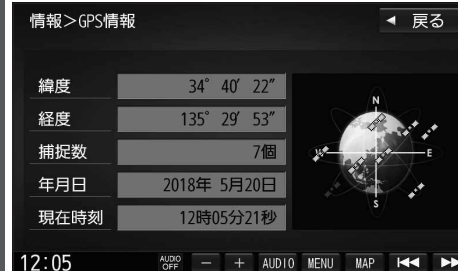 情報＞GPS情報
◀ 戻る
緯度 34° 40′ 22″
経度 135° 29′ 53″
捕捉数 7個
年月日 2018年 5月20日
現在時刻 12時05分21秒
N
W E
S
12:05 AUDIO OFF － ＋ AUDIO MENU MAP